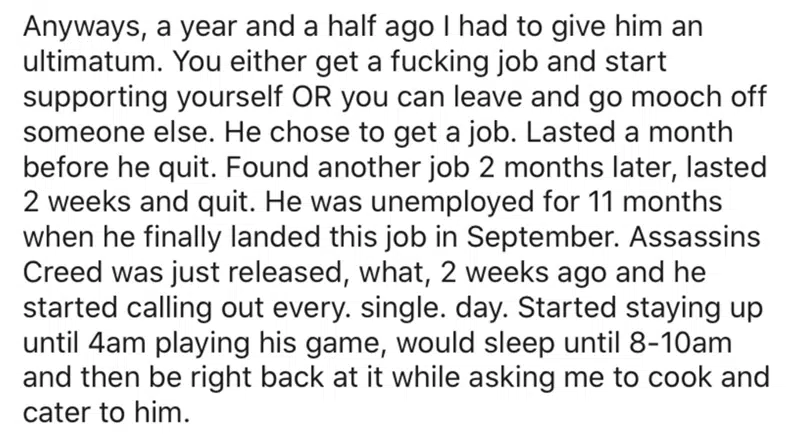 Anyways, a year and a half ago I had to give him an
ultimatum. You either get a fucking job and start
supporting yourself OR you can leave and go mooch off
someone else. He chose to get a job. Lasted a month
before he quit. Found another job 2 months later, lasted
2 weeks and quit. He was unemployed for 11 months
when he finally landed this job in September. Assassins
Creed was just released, what, 2 weeks ago and he
started calling out every. single. day. Started staying up
until 4am playing his game, would sleep until 8-10am
and then be right back at it while asking me to cook and
cater to him.